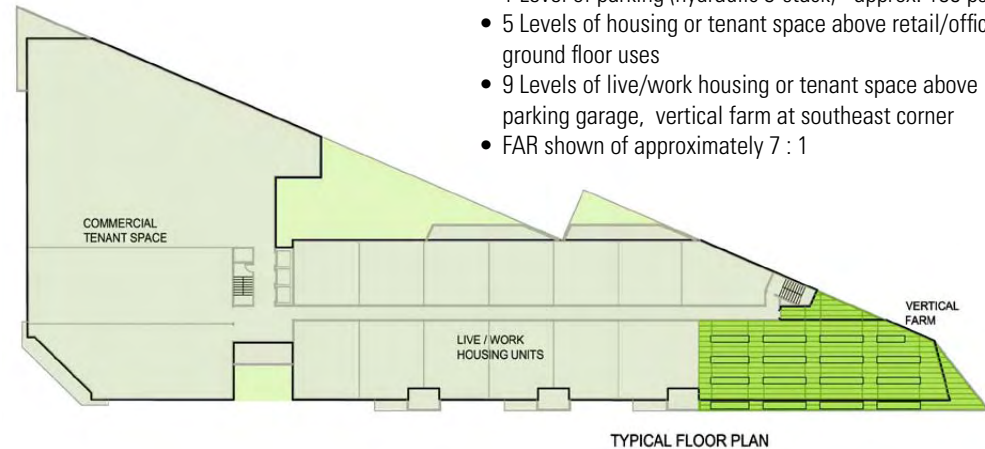 • 5 Levels of housing or tenant space above retail/offic
ground floor uses
• 9 Levels of live/work housing or tenant space above
parking garage, vertical farm at southeast corner
• FAR shown of approximately 7 : 1
COMMERCIAL
TENANT SPACE
VERTICAL
FARM
LIVE / WORK
HOUSING UNITS
TYPICAL FLOOR PLAN